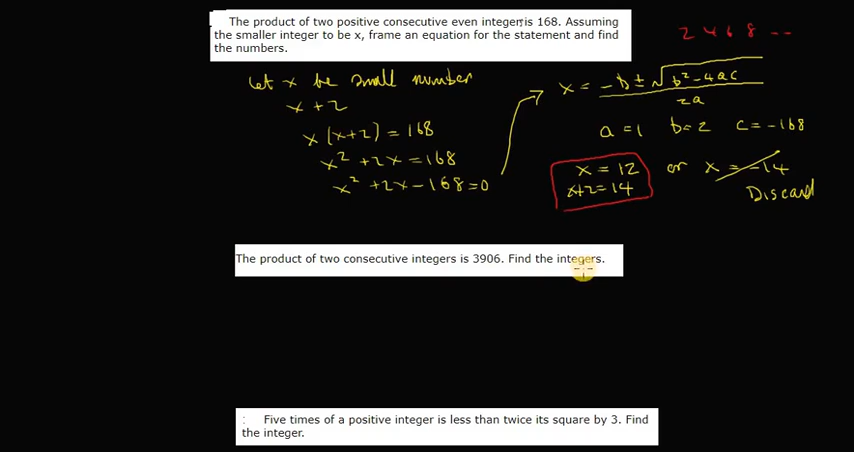 The product of two positive consecutive even integers is 168. Assuming
the smaller integer to be x, frame an equation for the statement and find
the numbers.
2 4 6 8 --
Let x be small number
x+2
x(x+2)=168
x² +2x=168
x² +2x-168=0
x = -b±√b²-4ac
2a
a=1 b=2 c=-168
x = 12 or x = -14
x+2=14
Discard
The product of two consecutive integers is 3906. Find the integers.
: Five times of a positive integer is less than twice its square by 3. Find
the integer.